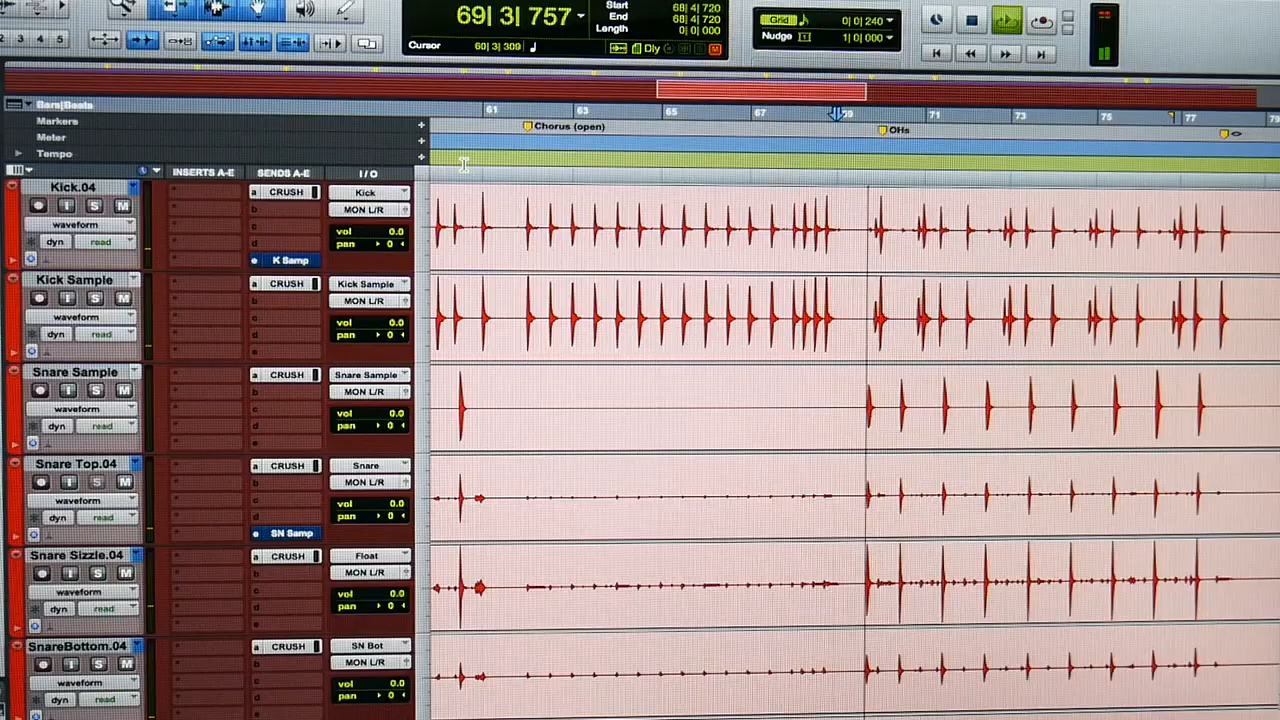 69| 3| 757
Start
End
Length
68| 4| 720
68| 4| 720
0| 0| 000
Cursor
60| 3| 309
Dly
Grid
0| 0| 240
Nudge
1| 0| 000
Bars|Beats
61
63
65
67
69
71
73
75
77
79
Markers
Chorus (open)
OHs
Meter
Tempo
INSERTS A-E
SENDS A-E
I / O
Kick.04
I S M
waveform
dyn read
a CRUSH
b
c
d
e K Samp
Kick
MON L/R
vol 0.0
pan 0
Kick Sample
I S M
waveform
dyn read
a CRUSH
b
c
d
e
Kick Sample
MON L/R
vol 0.0
pan 0
Snare Sample
I S M
waveform
dyn read
a CRUSH
b
c
d
e
Snare Sample
MON L/R
vol 0.0
pan 0
Snare Top.04
I S M
waveform
dyn read
a CRUSH
b
c
d
e SN Samp
Snare
MON L/R
vol 0.0
pan 0
Snare Sizzle.04
I S M
waveform
dyn read
a CRUSH
b
c
d
e
Float
MON L/R
vol 0.0
pan 0
SnareBottom.04
I S M
waveform
dyn read
a CRUSH
b
c
d
e
SN Bot
MON L/R
vol 0.0
pan 0